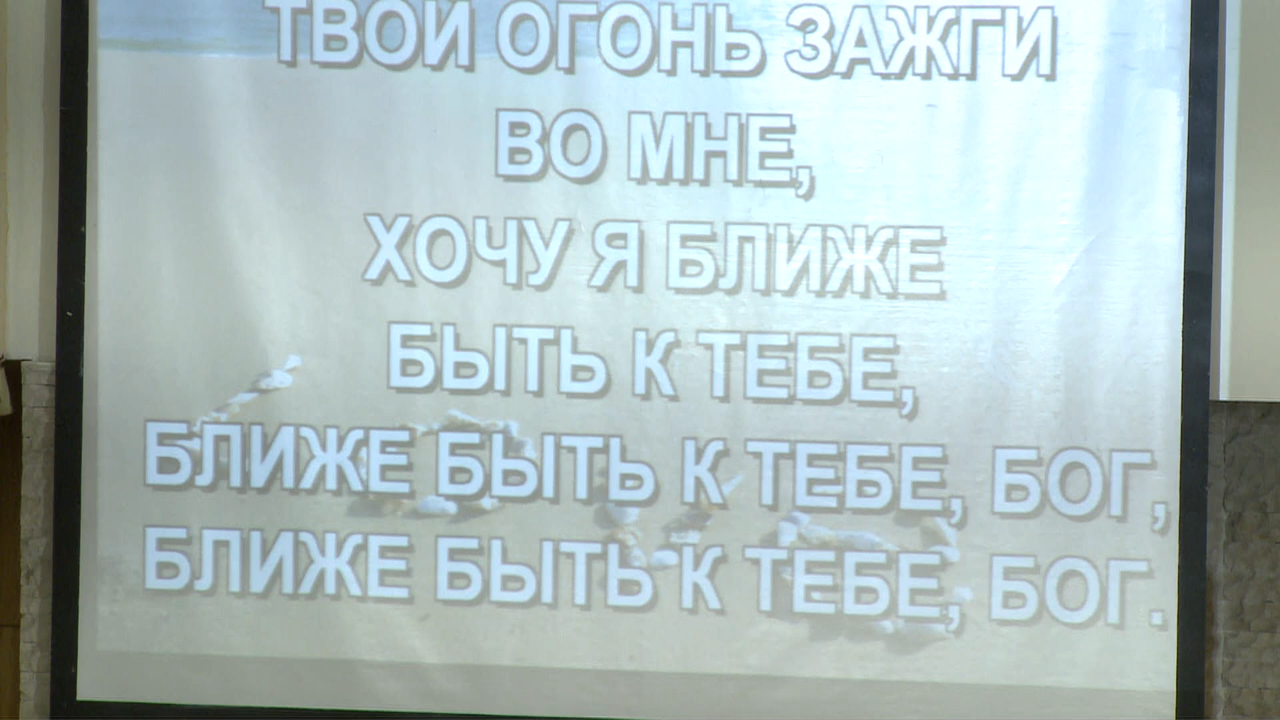 ТВОЙ ОГОНЬ ЗАЖГИ
ВО МНЕ,
ХОЧУ Я БЛИЖЕ
БЫТЬ К ТЕБЕ,
БЛИЖЕ БЫТЬ К ТЕБЕ, БОГ,
БЛИЖЕ БЫТЬ К ТЕБЕ, БОГ.